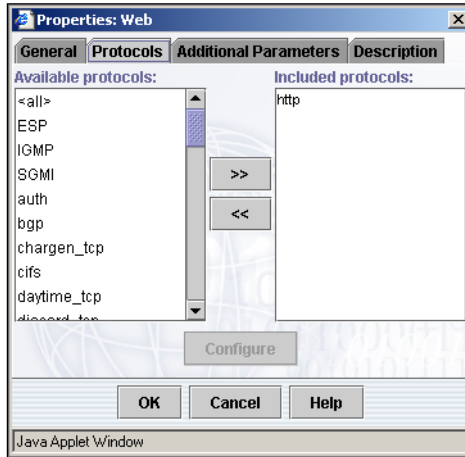 Properties: Web
General Protocols Additional Parameters Description
Available protocols: Included protocols:
<all> http
ESP
IGMP
SGMI
auth
bgp
chargen_tcp
cifs
daytime_tcp
>>
<<
Configure
OK Cancel Help
Java Applet Window